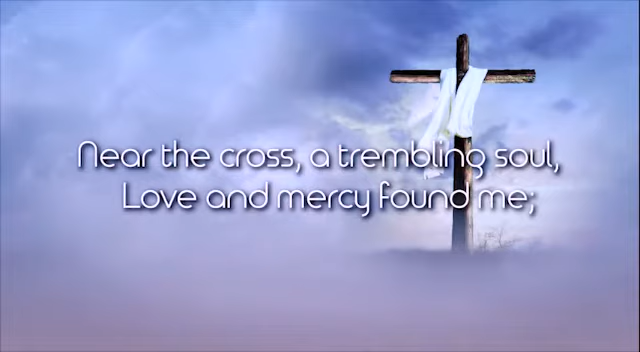 Near the cross, a trembling soul,
Love and mercy found me;